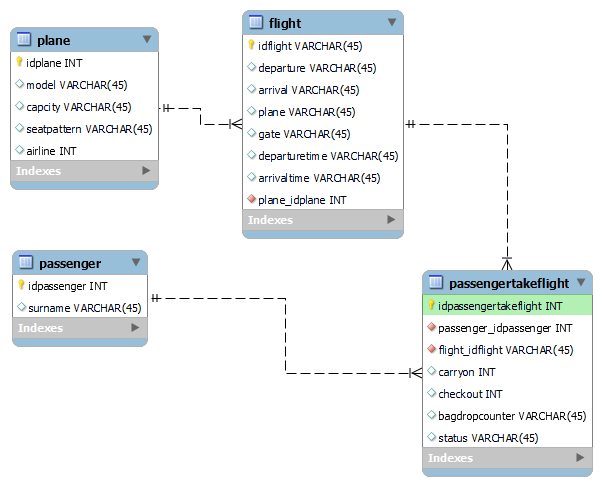 plane
idplane INT
model VARCHAR(45)
capcity VARCHAR(45)
seatpattern VARCHAR(45)
airline INT
Indexes
flight
idflight VARCHAR(45)
departure VARCHAR(45)
arrival VARCHAR(45)
plane VARCHAR(45)
gate VARCHAR(45)
departuretime VARCHAR(45)
arrivaltime VARCHAR(45)
plane_idplane INT
Indexes
passenger
idpassenger INT
surname VARCHAR(45)
Indexes
passengertakeflight
idpassengertakeflight INT
passenger_idpassenger INT
flight_idflight VARCHAR(45)
carryon INT
checkout INT
bagdropcounter VARCHAR(45)
status VARCHAR(45)
Indexes